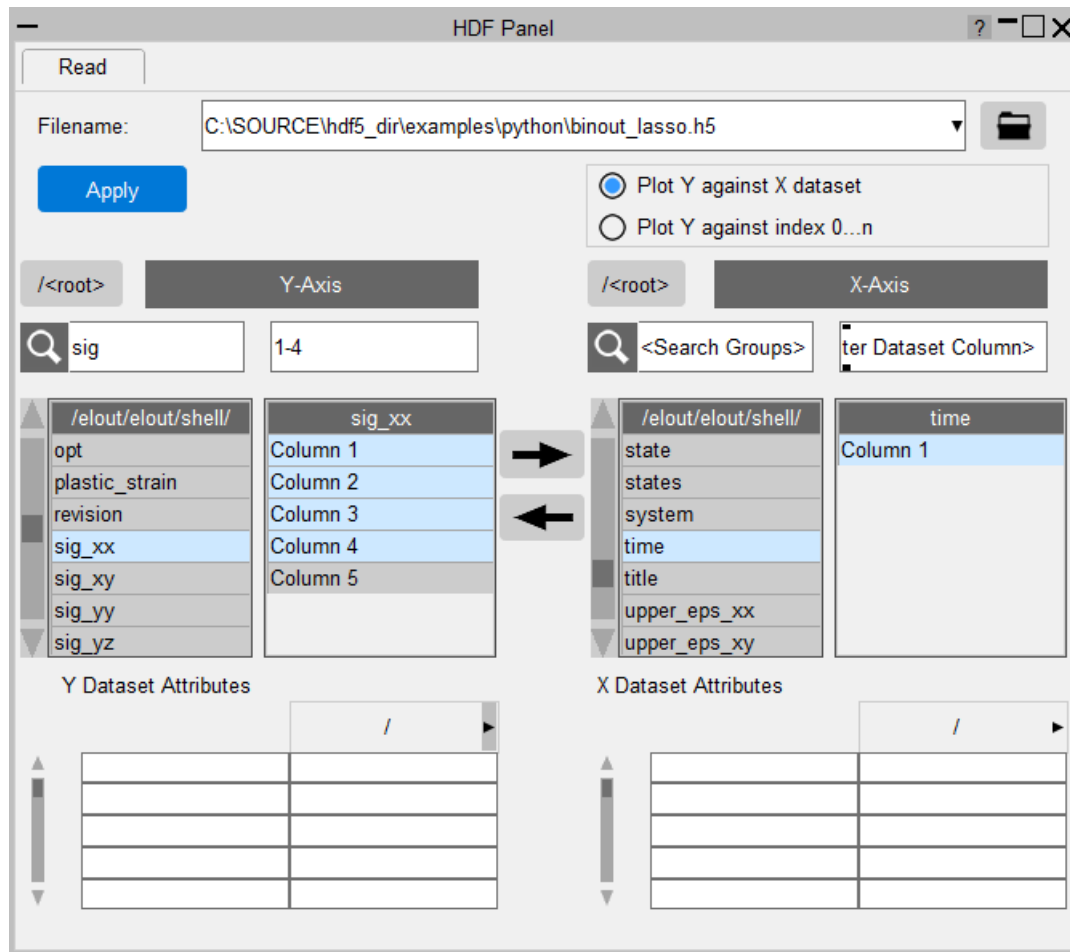 HDF Panel
?
Read
Filename:
C:\SOURCE\hdf5_dir\examples\python\binout_lasso.h5
Apply
Plot Y against X dataset
Plot Y against index 0...n
/<root>
Y-Axis
/<root>
X-Axis
sig
1-4
<Search Groups>
ter Dataset Column>
/elout/elout/shell/
opt
plastic_strain
revision
sig_xx
sig_xy
sig_yy
sig_yz
sig_xx
Column 1
Column 2
Column 3
Column 4
Column 5
/elout/elout/shell/
state
states
system
time
title
upper_eps_xx
upper_eps_xy
time
Column 1
Y Dataset Attributes
/
X Dataset Attributes
/